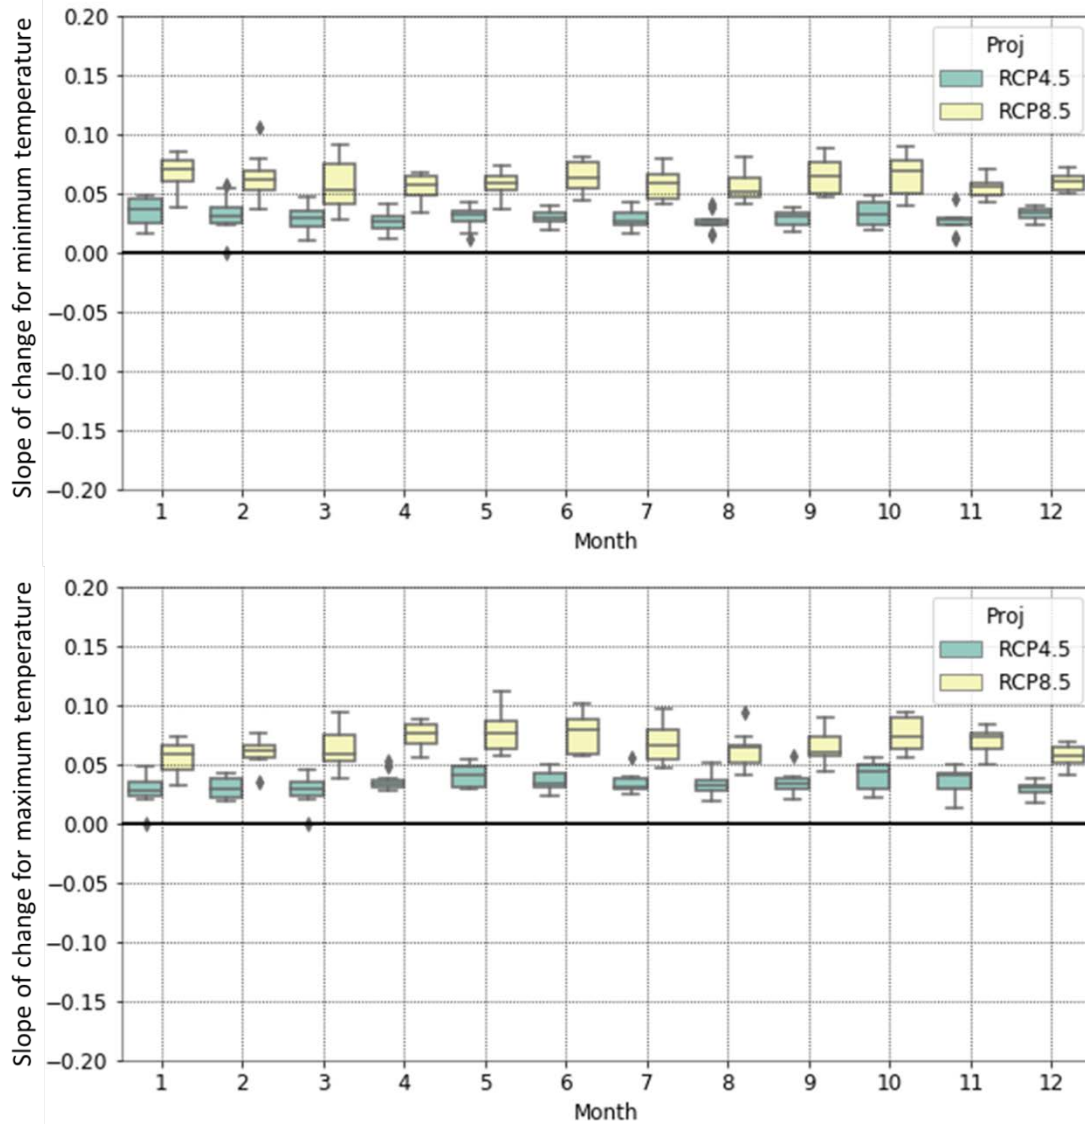 Slope of change for minimum temperature
0.20
0.15
0.10
0.05
0.00
−0.05
−0.10
−0.15
−0.20
Proj
RCP4.5
RCP8.5
1 2 3 4 5 6 7 8 9 10 11 12
Month
Slope of change for maximum temperature
0.20
0.15
0.10
0.05
0.00
−0.05
−0.10
−0.15
−0.20
Proj
RCP4.5
RCP8.5
1 2 3 4 5 6 7 8 9 10 11 12
Month